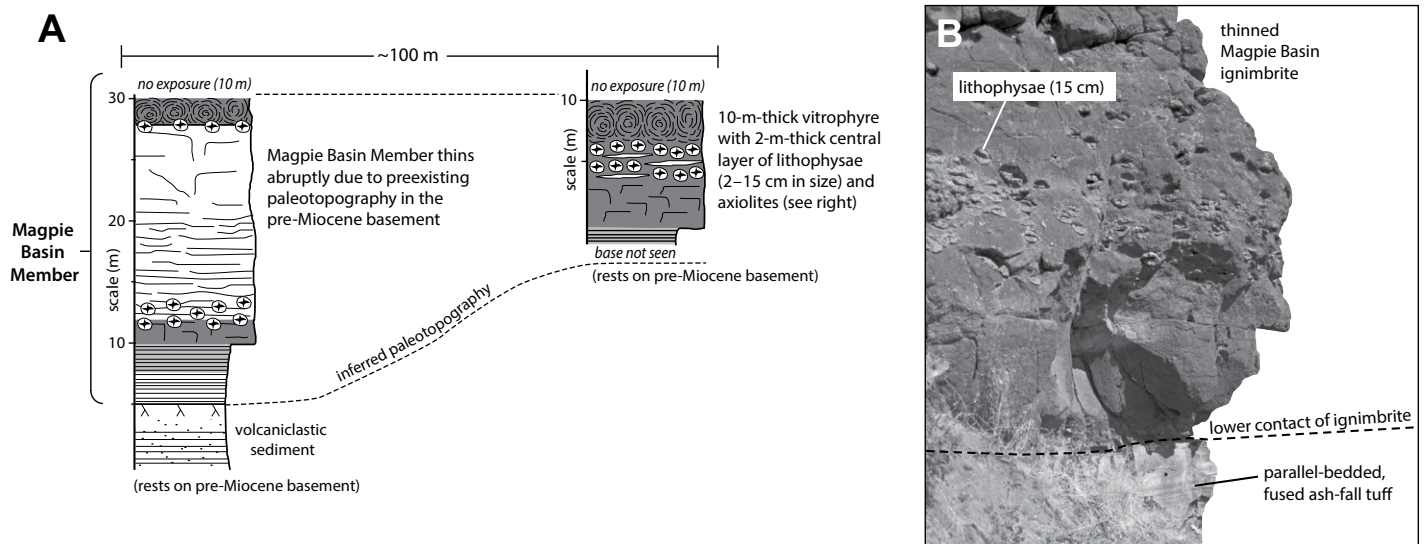 A
~100 m
no exposure (10 m)
30
20
10
scale (m)
Magpie
Basin
Member
Magpie Basin Member thins
abruptly due to preexisting
paleotopography in the
pre-Miocene basement
volcaniclastic
sediment
(rests on pre-Miocene basement)
inferred paleotopography
no exposure (10 m)
10
scale (m)
10-m-thick vitrophyre
with 2-m-thick central
layer of lithophysae
(2–15 cm in size) and
axiolites (see right)
base not seen
(rests on pre-Miocene basement)
B
thinned
Magpie Basin
ignimbrite
lithophysae (15 cm)
lower contact of ignimbrite
parallel-bedded,
fused ash-fall tuff